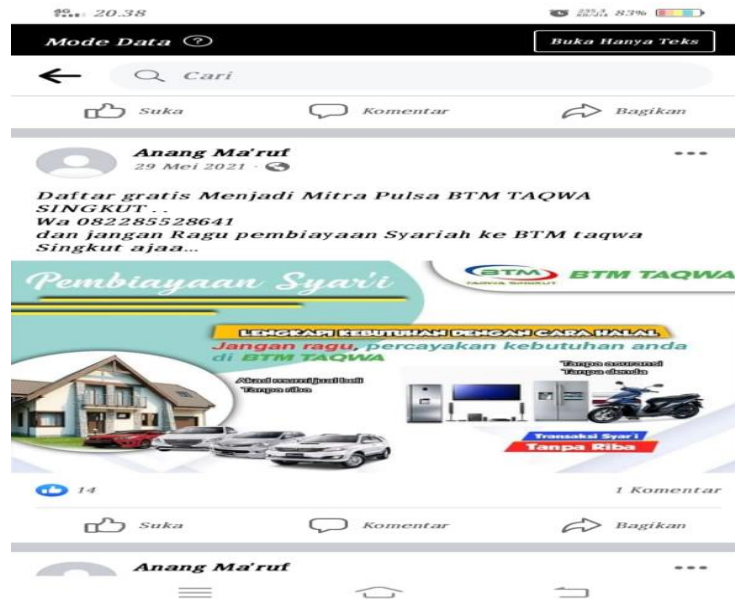 4G 20.38 83%
Mode Data ? Buka Hanya Teks
Cari
Suka Komentar Bagikan
Anang Ma'ruf
29 Mei 2021
Daftar gratis Menjadi Mitra Pulsa BTM TAQWA
SINGKUT . .
Wa 082285528641
dan jangan Ragu pembiayaan Syariah ke BTM taqwa
Singkut ajaa...
Pembiayaan Syar'i
BTM BTM TAQWA
TAQWA SINGKUT
LENGKAPI KEBUTUHAN DENGAN CARA HALAL
Jangan ragu, percayakan kebutuhan anda
di BTM TAQWA
Akad murni jual beli
Tanpa riba
Tanpa asuransi
Tanpa denda
Transaksi Syar'i
Tanpa Riba
14 1 Komentar
Suka Komentar Bagikan
Anang Ma'ruf